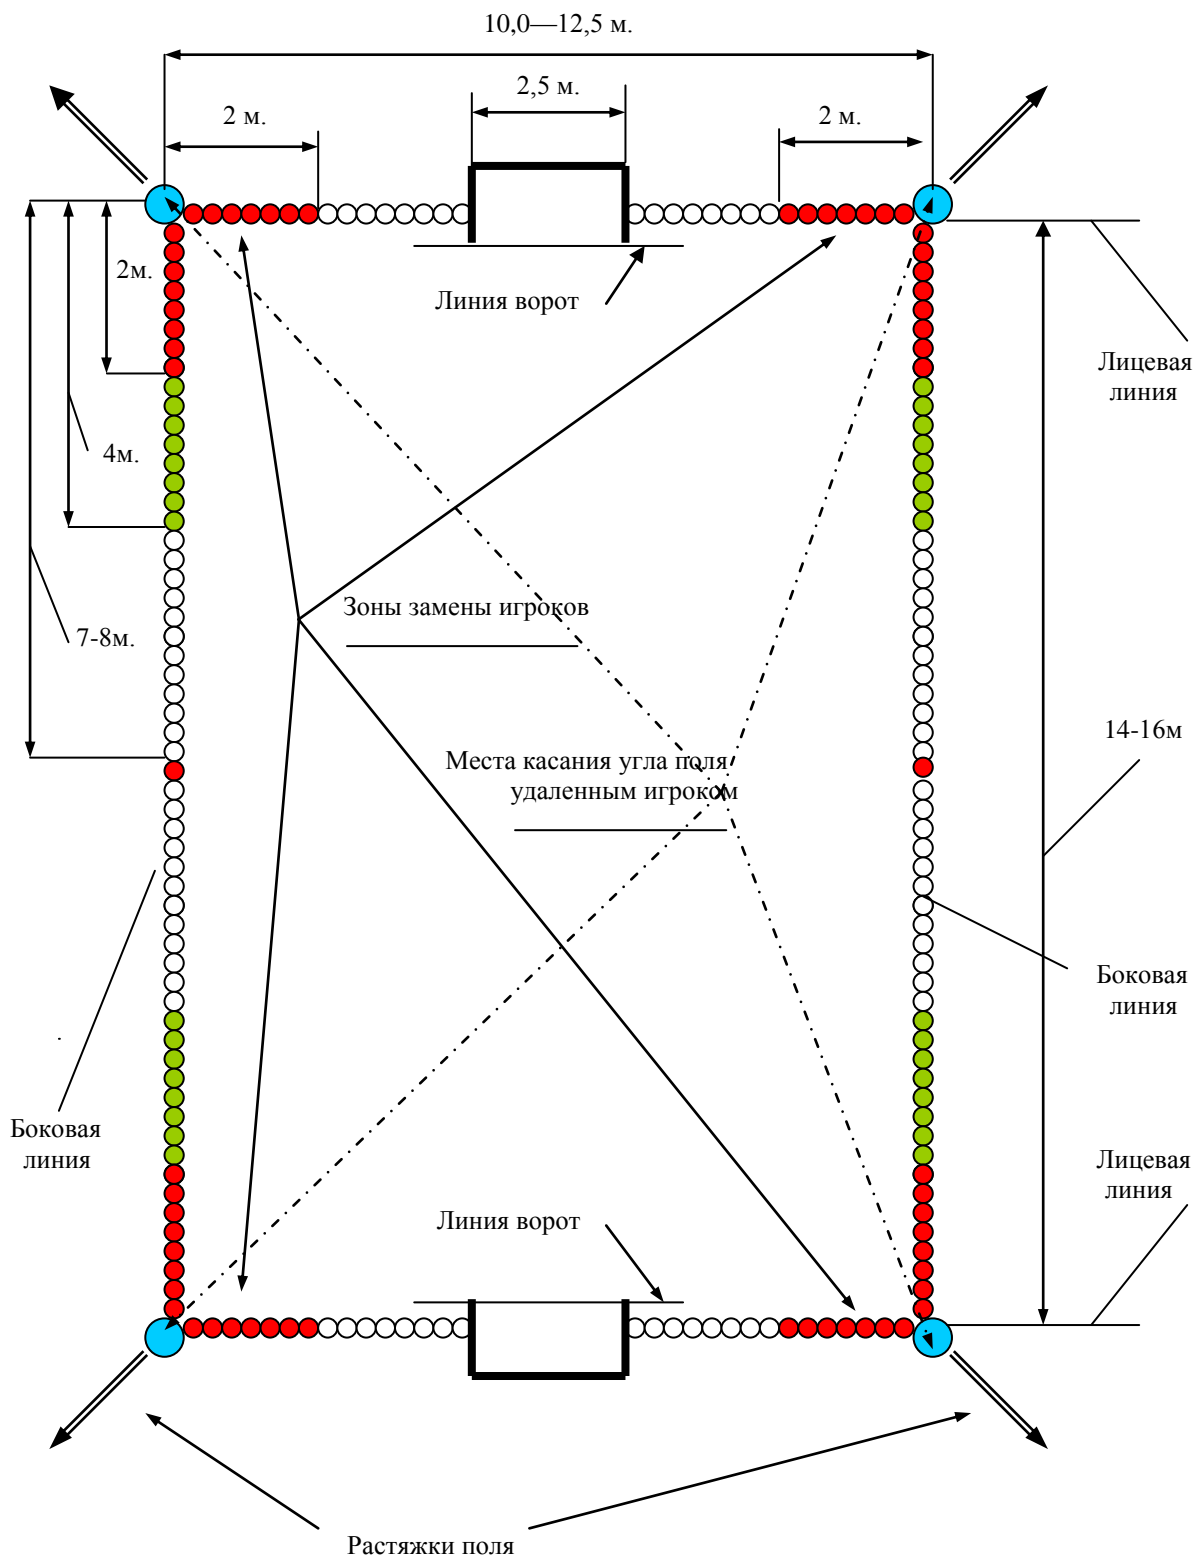 10,0—12,5 м.
2,5 м.
2 м.
2 м.
2м.
Линия ворот
Лицевая
линия
4м.
Зоны замены игроков
7-8м.
14-16м
Места касания угла поля
удаленным игроком
Боковая
линия
Боковая
линия
Лицевая
линия
Линия ворот
Растяжки поля